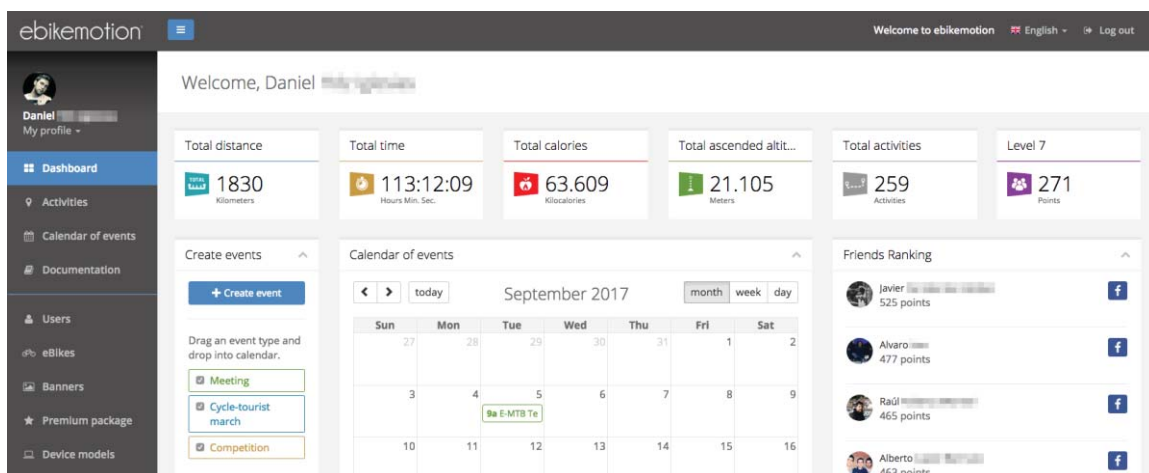 ebikemotion
Welcome to ebikemotion English Log out
Daniel
My profile
Dashboard
Activities
Calendar of events
Documentation
Users
eBikes
Banners
Premium package
Device models
Welcome, Daniel
Total distance
TOTAL
1830
Kilometers
Total time
113:12:09
Hours Min. Sec.
Total calories
63.609
Kilocalories
Total ascended altit...
21.105
Meters
Total activities
259
Activities
Level 7
271
Points
Create events
+ Create event
Drag an event type and
drop into calendar.
Meeting
Cycle-tourist
march
Competition
Calendar of events
< > today September 2017 month week day
Sun Mon Tue Wed Thu Fri Sat
27 28 29 30 31 1 2
3 4 5 6 7 8 9
9a E-MTB Te
10 11 12 13 14 15 16
Friends Ranking
Javier
525 points
Alvaro
477 points
Raúl
465 points
Alberto
463 points